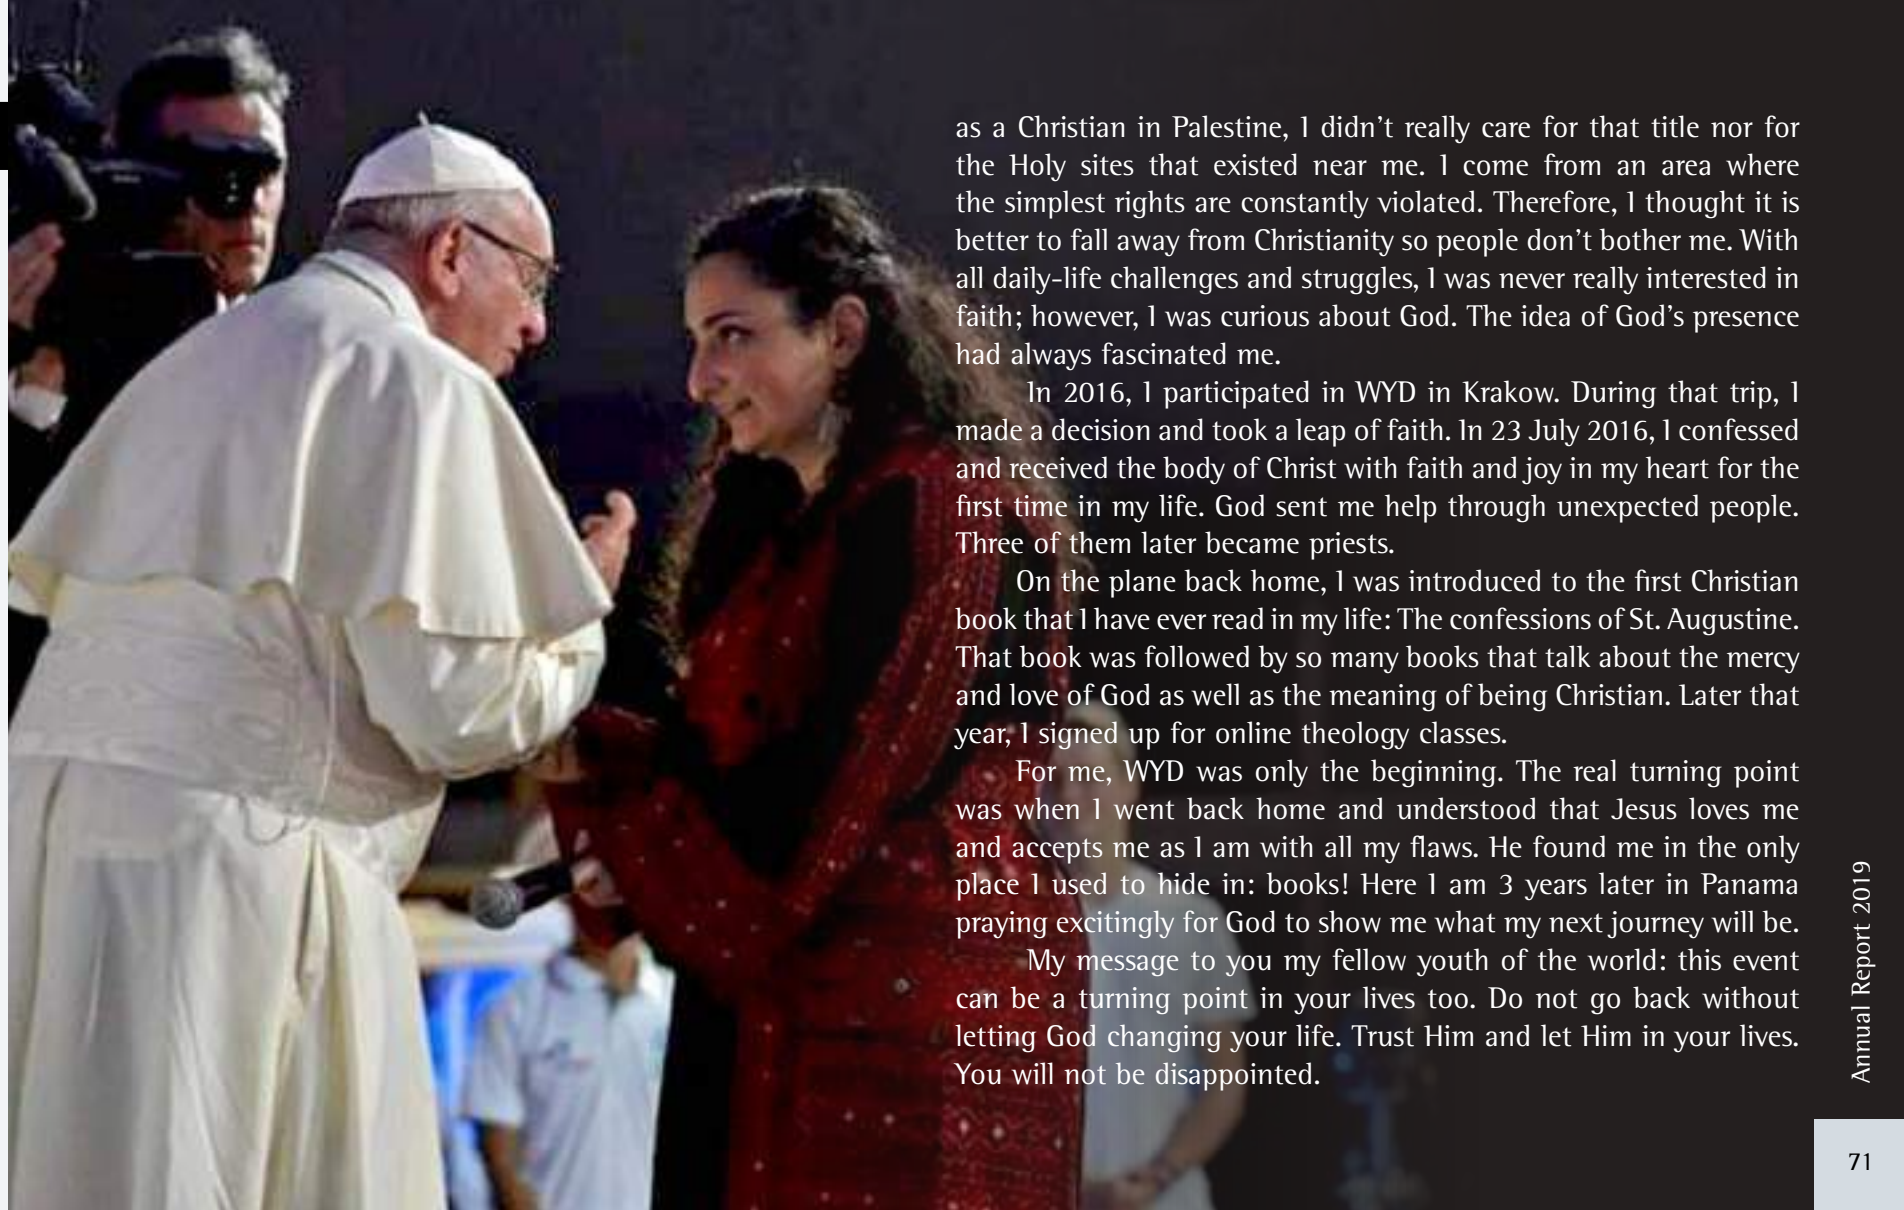 as a Christian in Palestine, I didn't really care for that title nor for
the Holy sites that existed near me. I come from an area where
the simplest rights are constantly violated. Therefore, I thought it is
better to fall away from Christianity so people don't bother me. With
all daily-life challenges and struggles, I was never really interested in
faith; however, I was curious about God. The idea of God's presence
had always fascinated me.
In 2016, I participated in WYD in Krakow. During that trip, I
made a decision and took a leap of faith. In 23 July 2016, I confessed
and received the body of Christ with faith and joy in my heart for the
first time in my life. God sent me help through unexpected people.
Three of them later became priests.
On the plane back home, I was introduced to the first Christian
book that I have ever read in my life: The confessions of St. Augustine.
That book was followed by so many books that talk about the mercy
and love of God as well as the meaning of being Christian. Later that
year, I signed up for online theology classes.
For me, WYD was only the beginning. The real turning point
was when I went back home and understood that Jesus loves me
and accepts me as I am with all my flaws. He found me in the only
place I used to hide in: books! Here I am 3 years later in Panama
praying excitingly for God to show me what my next journey will be.
My message to you my fellow youth of the world: this event
can be a turning point in your lives too. Do not go back without
letting God changing your life. Trust Him and let Him in your lives.
You will not be disappointed.
Annual Report 2019
71